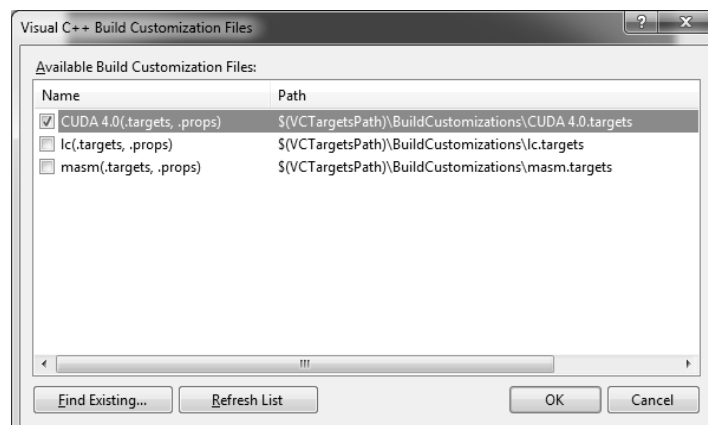 Visual C++ Build Customization Files
Available Build Customization Files:
Name Path
CUDA 4.0(.targets, .props) $(VCTargetsPath)\BuildCustomizations\CUDA 4.0.targets
lc(.targets, .props) $(VCTargetsPath)\BuildCustomizations\lc.targets
masm(.targets, .props) $(VCTargetsPath)\BuildCustomizations\masm.targets
Find Existing... Refresh List OK Cancel